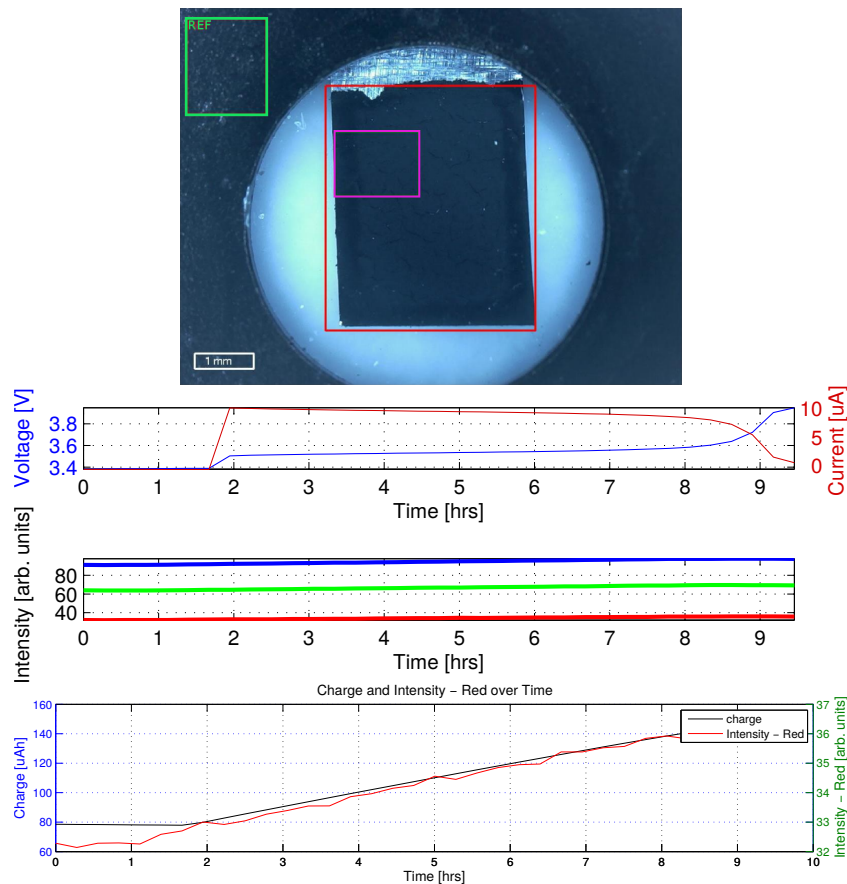 REF
1 mm
Voltage [V]
3.8
3.6
3.4
10
5
0
Current [uA]
0 1 2 3 4 5 6 7 8 9
Time [hrs]
Intensity [arb. units]
80
60
40
0 1 2 3 4 5 6 7 8 9
Time [hrs]
Charge and Intensity − Red over Time
Charge [uAh]
160
140
120
100
80
60
charge
Intensity − Red
37
36
35
34
33
32
Intensity−Red [arb. units]
0 1 2 3 4 5 6 7 8 9 10
Time [hrs]